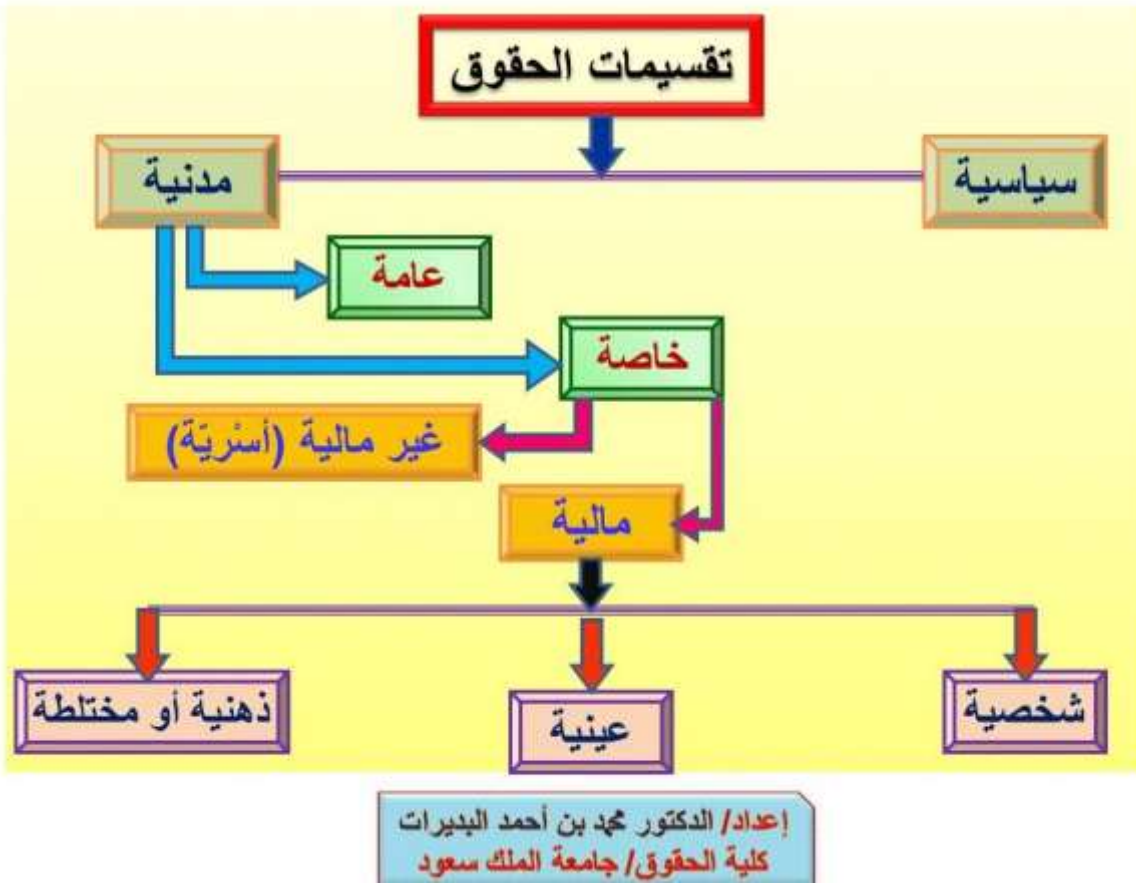 تقسيمات الحقوق
سياسية
مدنية
عامة
خاصة
غير مالية (أسْريّة)
مالية
شخصية
عينية
ذهنية أو مختلطة
إعداد/ الدكتور محمد بن أحمد البديرات
كلية الحقوق/ جامعة الملك سعود